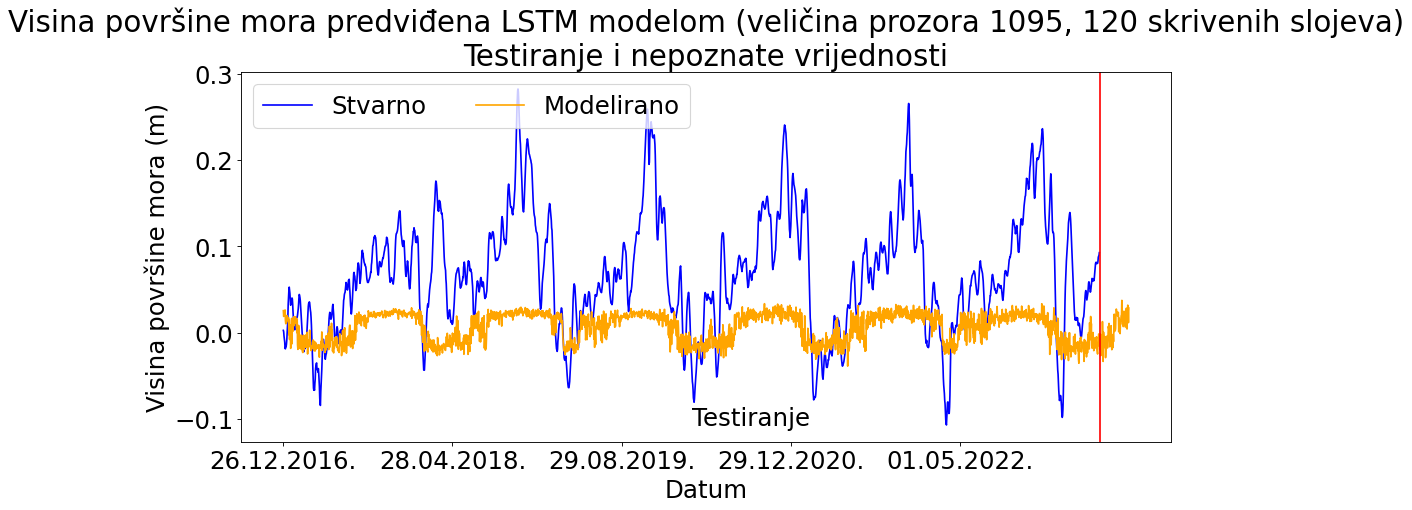 Visina površine mora predviđena LSTM modelom (veličina prozora 1095, 120 skrivenih slojeva)
Testiranje i nepoznate vrijednosti
Stvarno
Modelirano
Visina površine mora (m)
0.3
0.2
0.1
0.0
−0.1
Testiranje
26.12.2016.
28.04.2018.
29.08.2019.
29.12.2020.
01.05.2022.
Datum